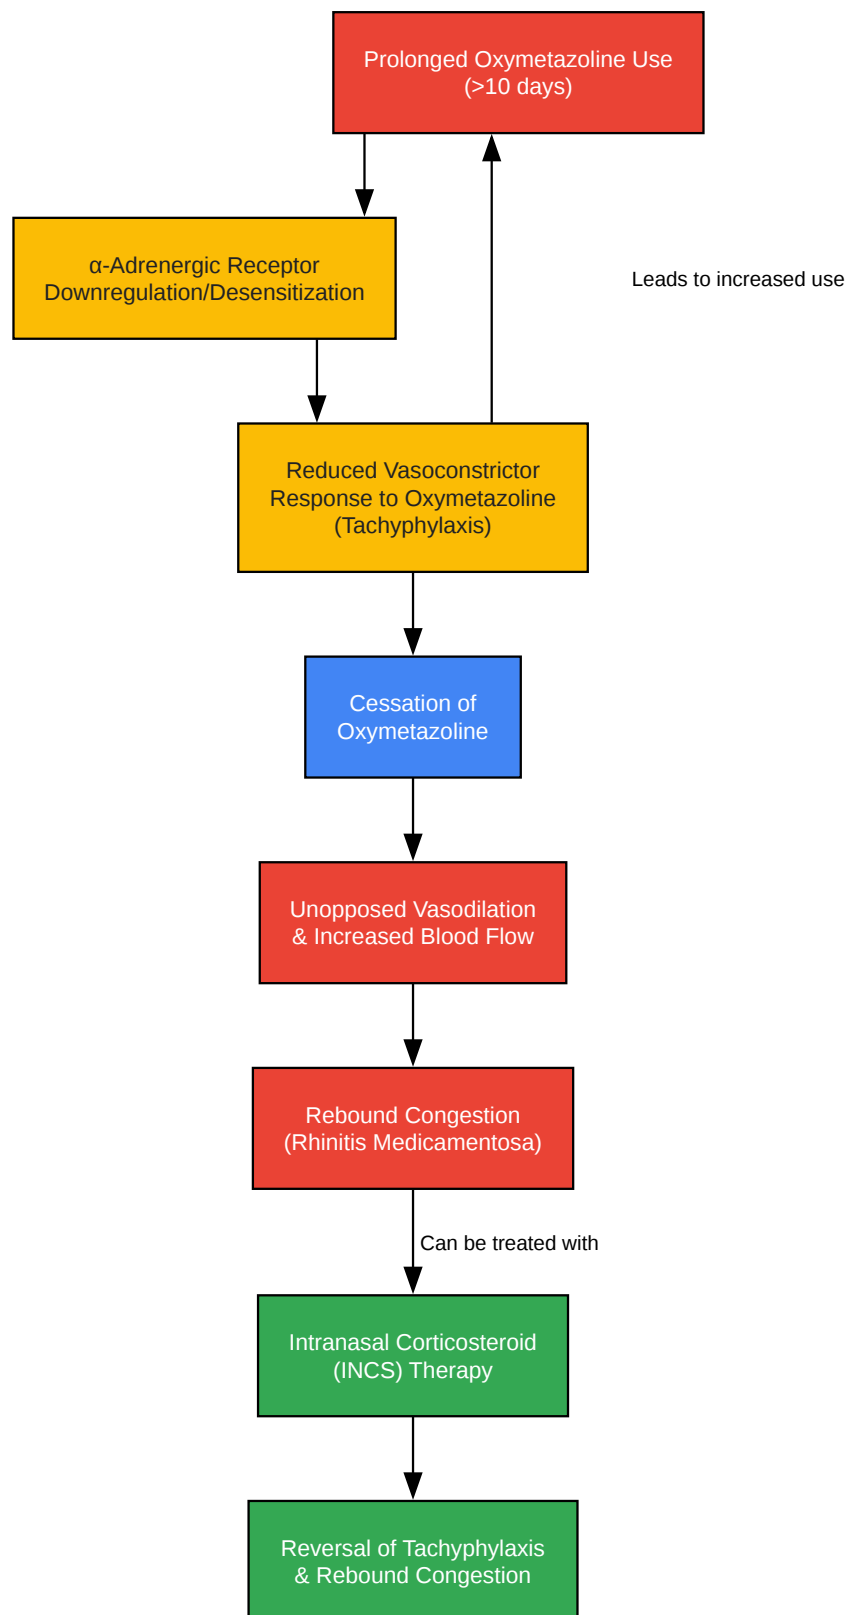 Prolonged Oxymetazoline Use
(>10 days)
α-Adrenergic Receptor
Downregulation/Desensitization
Leads to increased use
Reduced Vasoconstrictor
Response to Oxymetazoline
(Tachyphylaxis)
Cessation of
Oxymetazoline
Unopposed Vasodilation
& Increased Blood Flow
Rebound Congestion
(Rhinitis Medicamentosa)
Can be treated with
Intranasal Corticosteroid
(INCS) Therapy
Reversal of Tachyphylaxis
& Rebound Congestion